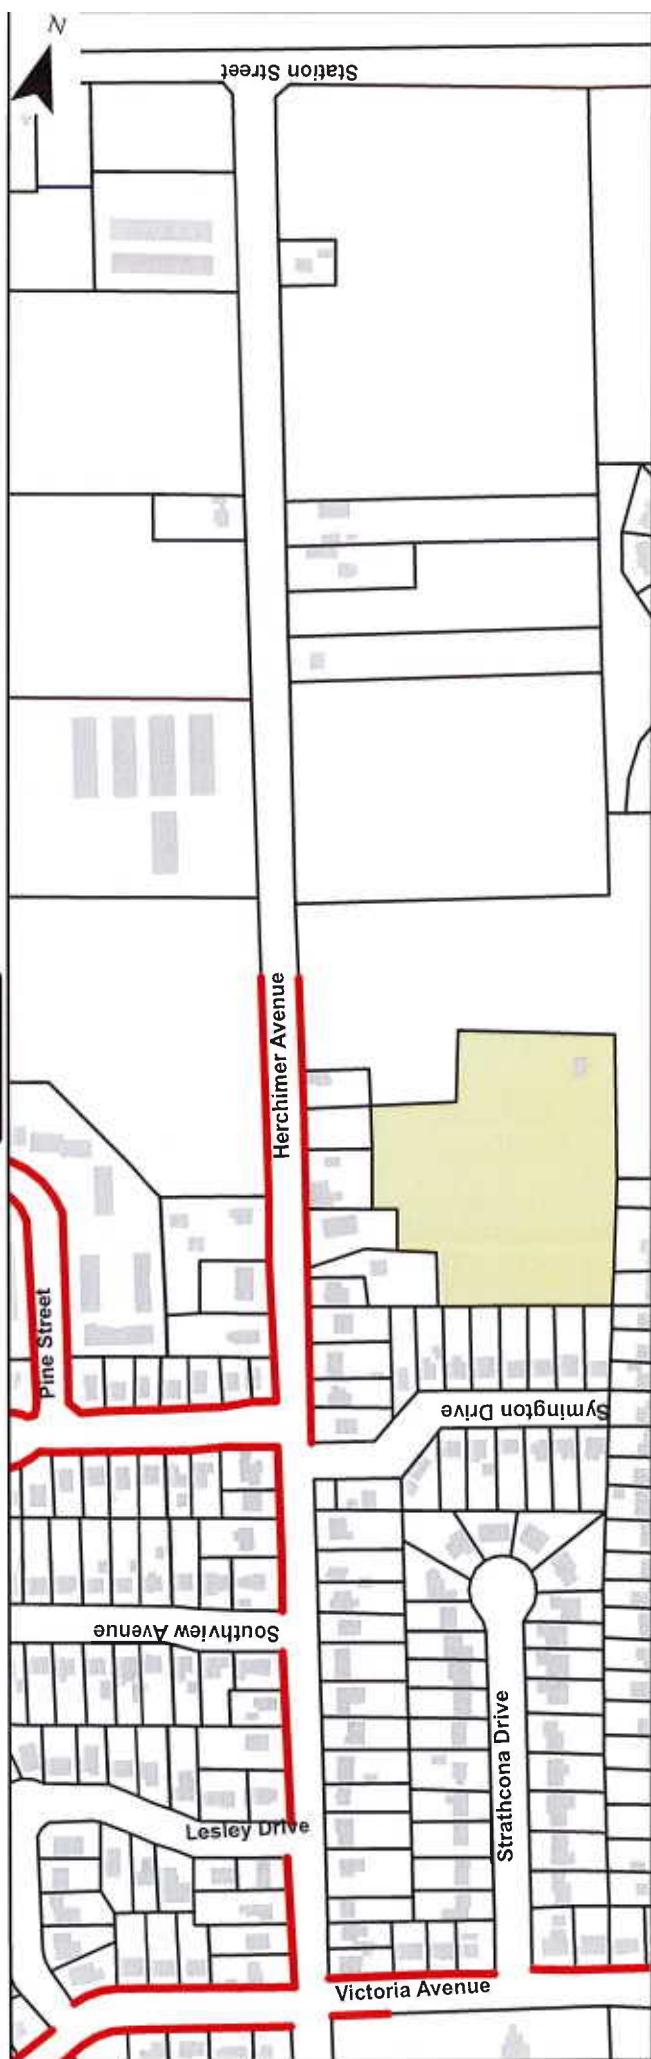 N
Station Street
Herchimer Avenue
Pine Street
Symington Drive
Southview Avenue
Strathcona Drive
Lesley Drive
Victoria Avenue